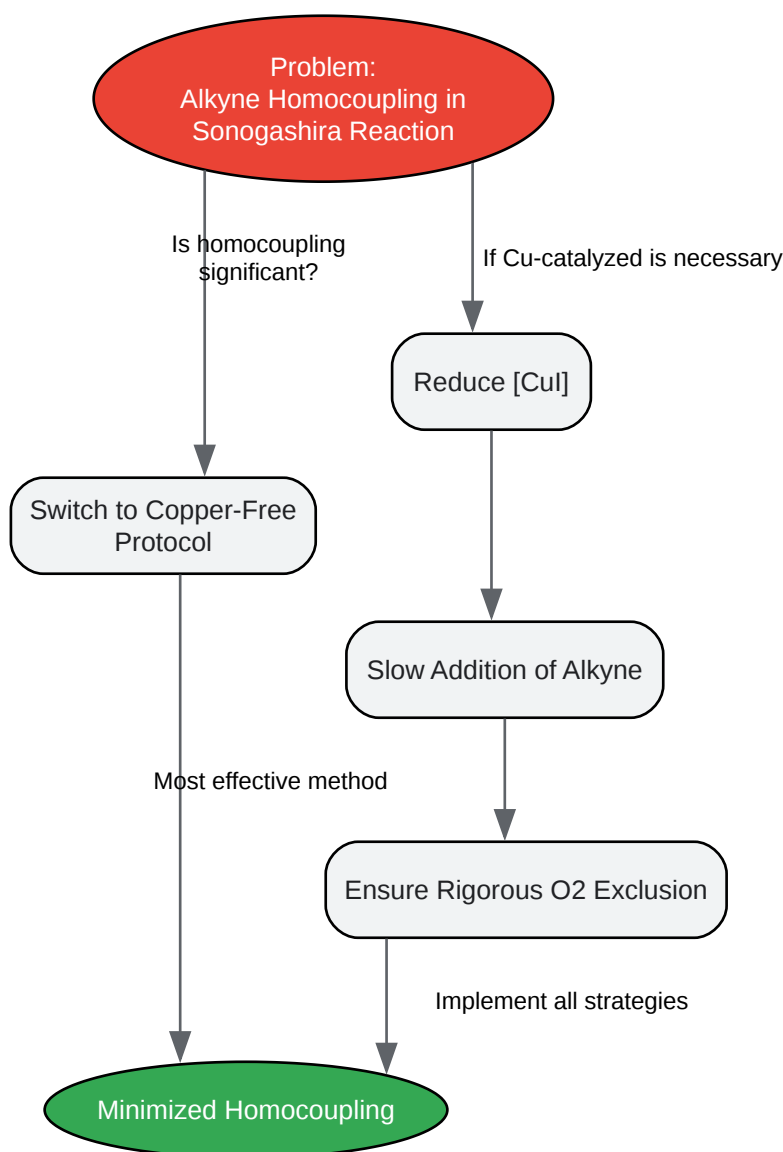 Problem:
Alkyne Homocoupling in
Sonogashira Reaction
Is homocoupling
significant?
If Cu-catalyzed is necessary
Reduce [CuI]
Switch to Copper-Free
Protocol
Slow Addition of Alkyne
Most effective method
Ensure Rigorous O2 Exclusion
Implement all strategies
Minimized Homocoupling